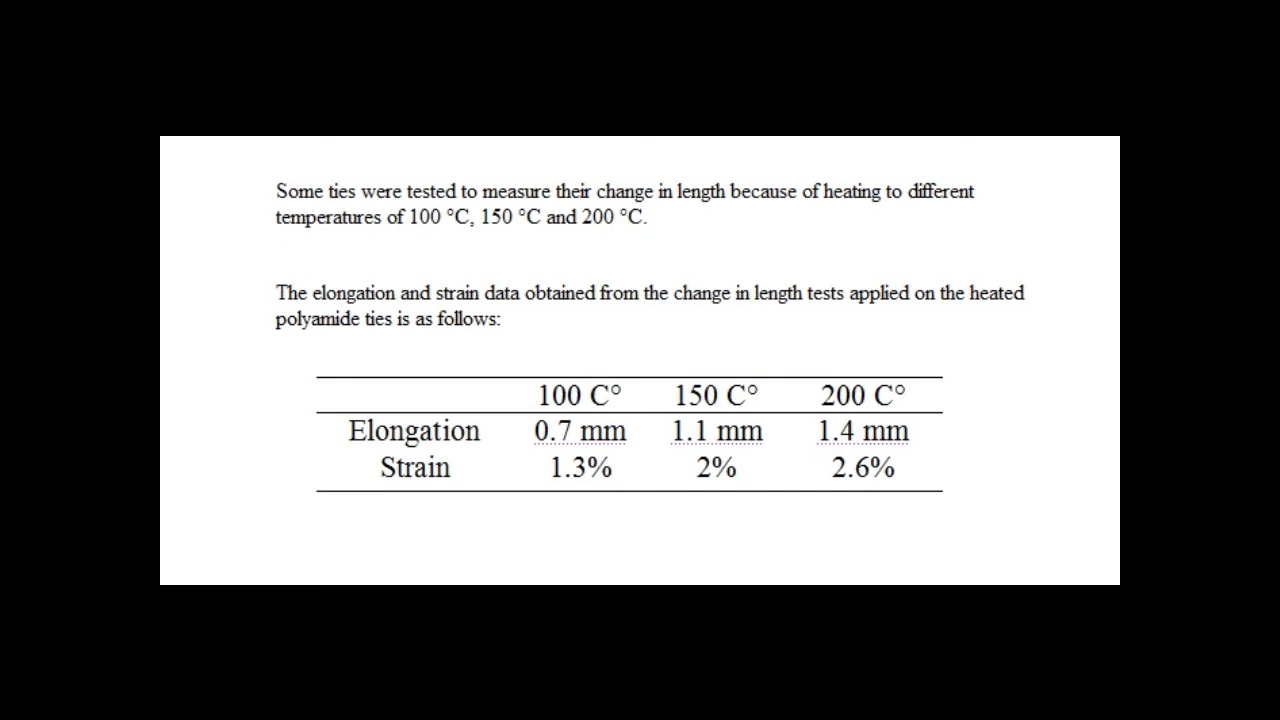 Some ties were tested to measure their change in length because of heating to different
temperatures of 100 °C, 150 °C and 200 °C.
The elongation and strain data obtained from the change in length tests applied on the heated
polyamide ties is as follows:
100 C° 150 C° 200 C°
Elongation 0.7 mm 1.1 mm 1.4 mm
Strain 1.3% 2% 2.6%